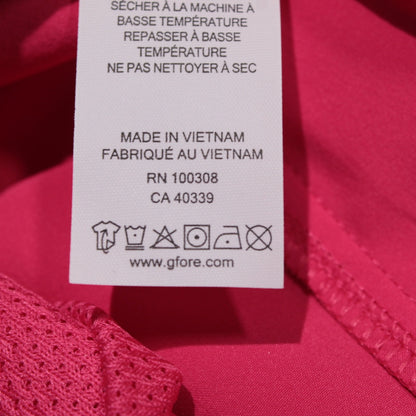 SÉCHER À LA MACHINE À
BASSE TEMPÉRATURE
REPASSER À BASSE
TEMPÉRATURE
NE PAS NETTOYER À SEC
MADE IN VIETNAM
FABRIQUÉ AU VIETNAM
RN 100308
CA 40339
www.gfore.com